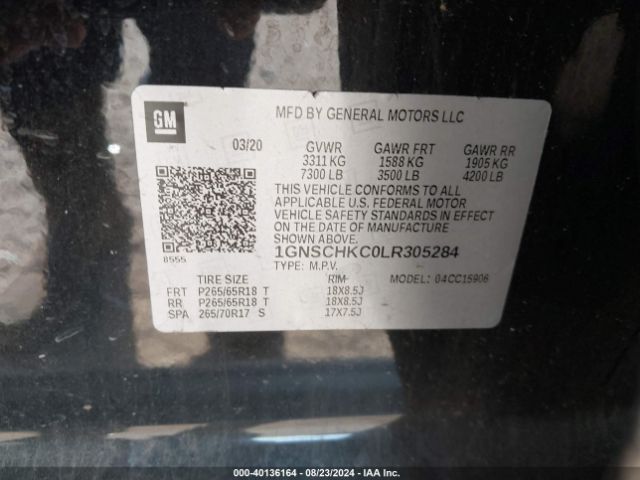 GM
MFD BY GENERAL MOTORS LLC
03/20 GVWR GAWR FRT GAWR RR
3311 KG 1588 KG 1905 KG
7300 LB 3500 LB 4200 LB
THIS VEHICLE CONFORMS TO ALL
APPLICABLE U.S. FEDERAL MOTOR
VEHICLE SAFETY STANDARDS IN EFFECT
ON THE DATE OF MANUFACTURE
SHOWN ABOVE.
8555 1GNSCHKC0LR305284
TYPE: M.P.V. MODEL: 04CC15906
TIRE SIZE RIM
FRT P265/65R18 T 18X8.5J
RR P265/65R18 T 18X8.5J
SPA 265/70R17 S 17X7.5J
000-40136164 / 08/23/2024 / IAA Inc.